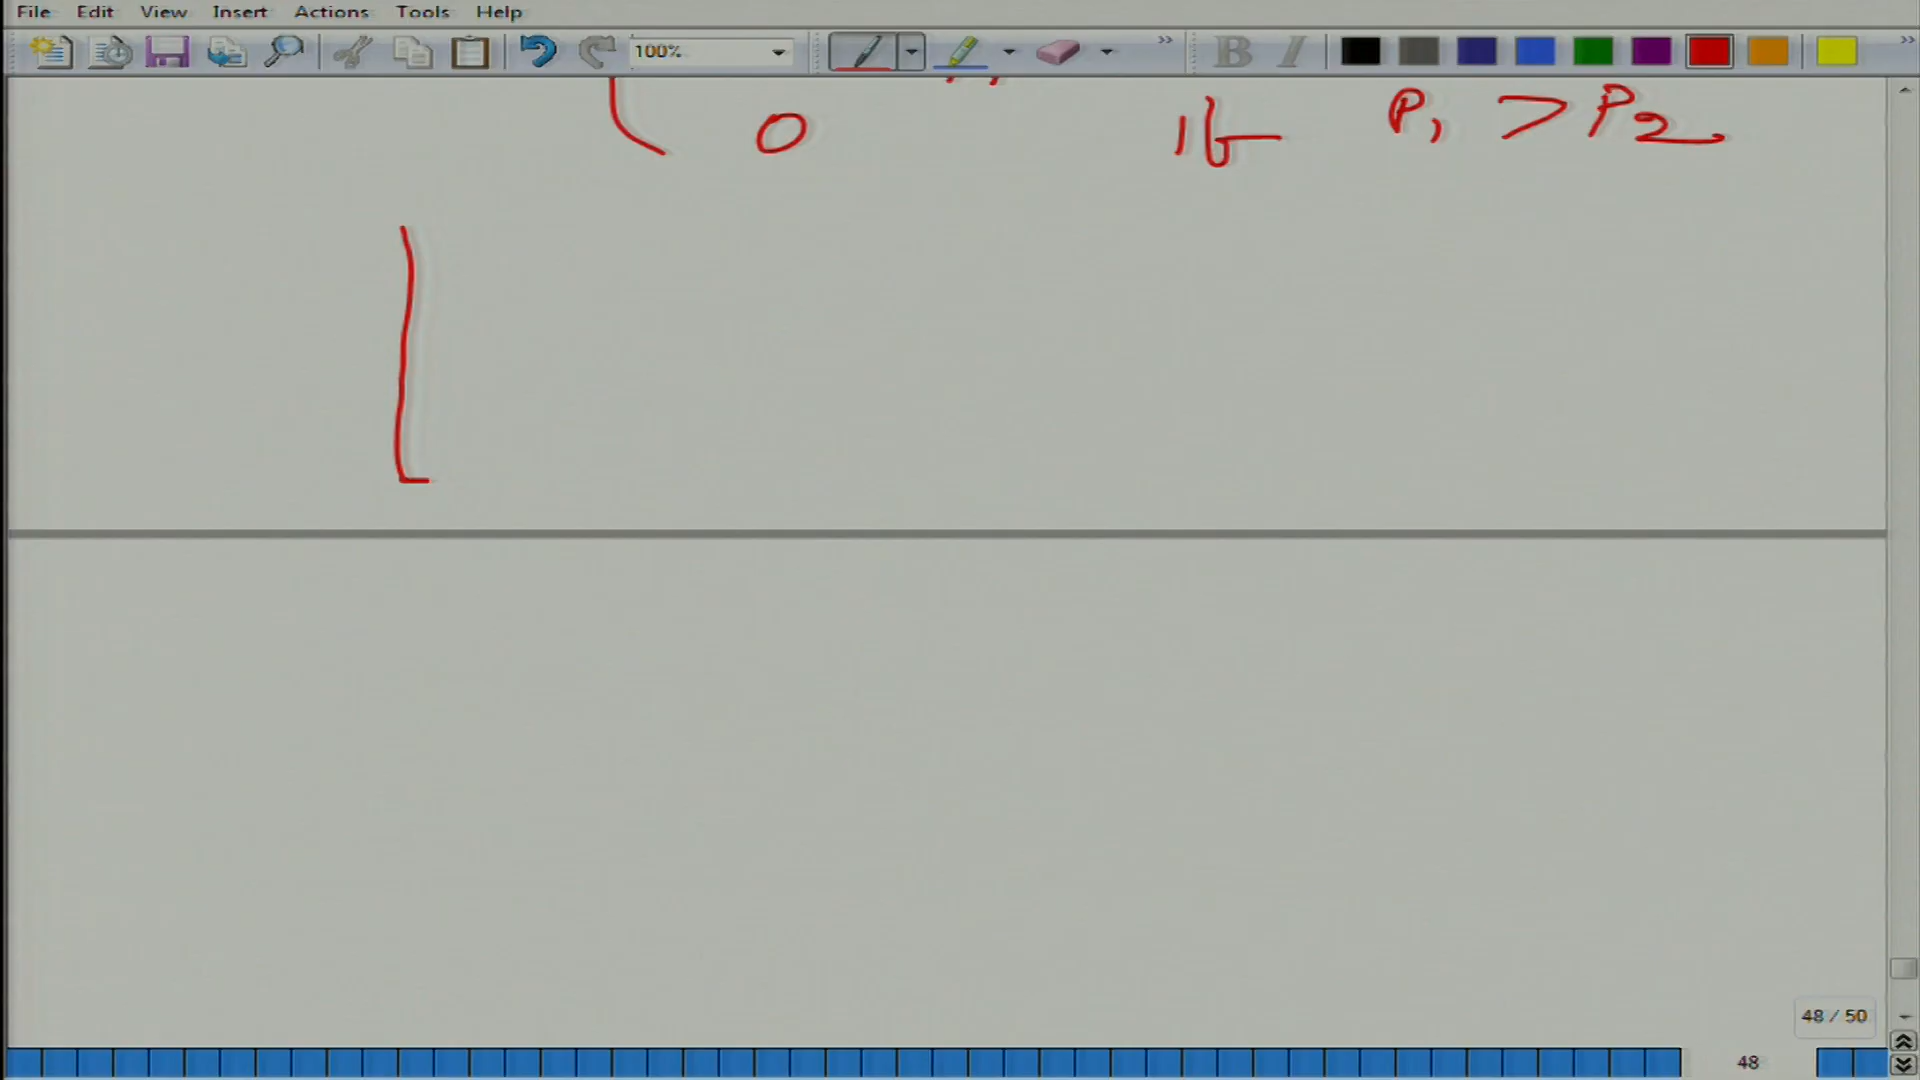 File Edit View Insert Actions Tools Help
100% B I
0 if P1 > P2
48 / 50
48